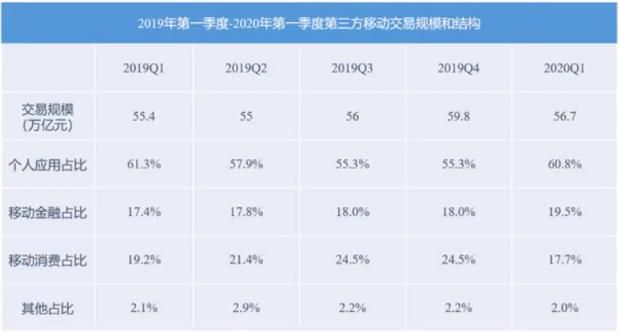 2019年第一季度-2020年第一季度第三方移动交易规模和结构
2019Q1 2019Q2 2019Q3 2019Q4 2020Q1
交易规模
(万亿元) 55.4 55 56 59.8 56.7
个人应用占比 61.3% 57.9% 55.3% 55.3% 60.8%
移动金融占比 17.4% 17.8% 18.0% 18.0% 19.5%
移动消费占比 19.2% 21.4% 24.5% 24.5% 17.7%
其他占比 2.1% 2.9% 2.2% 2.2% 2.0%